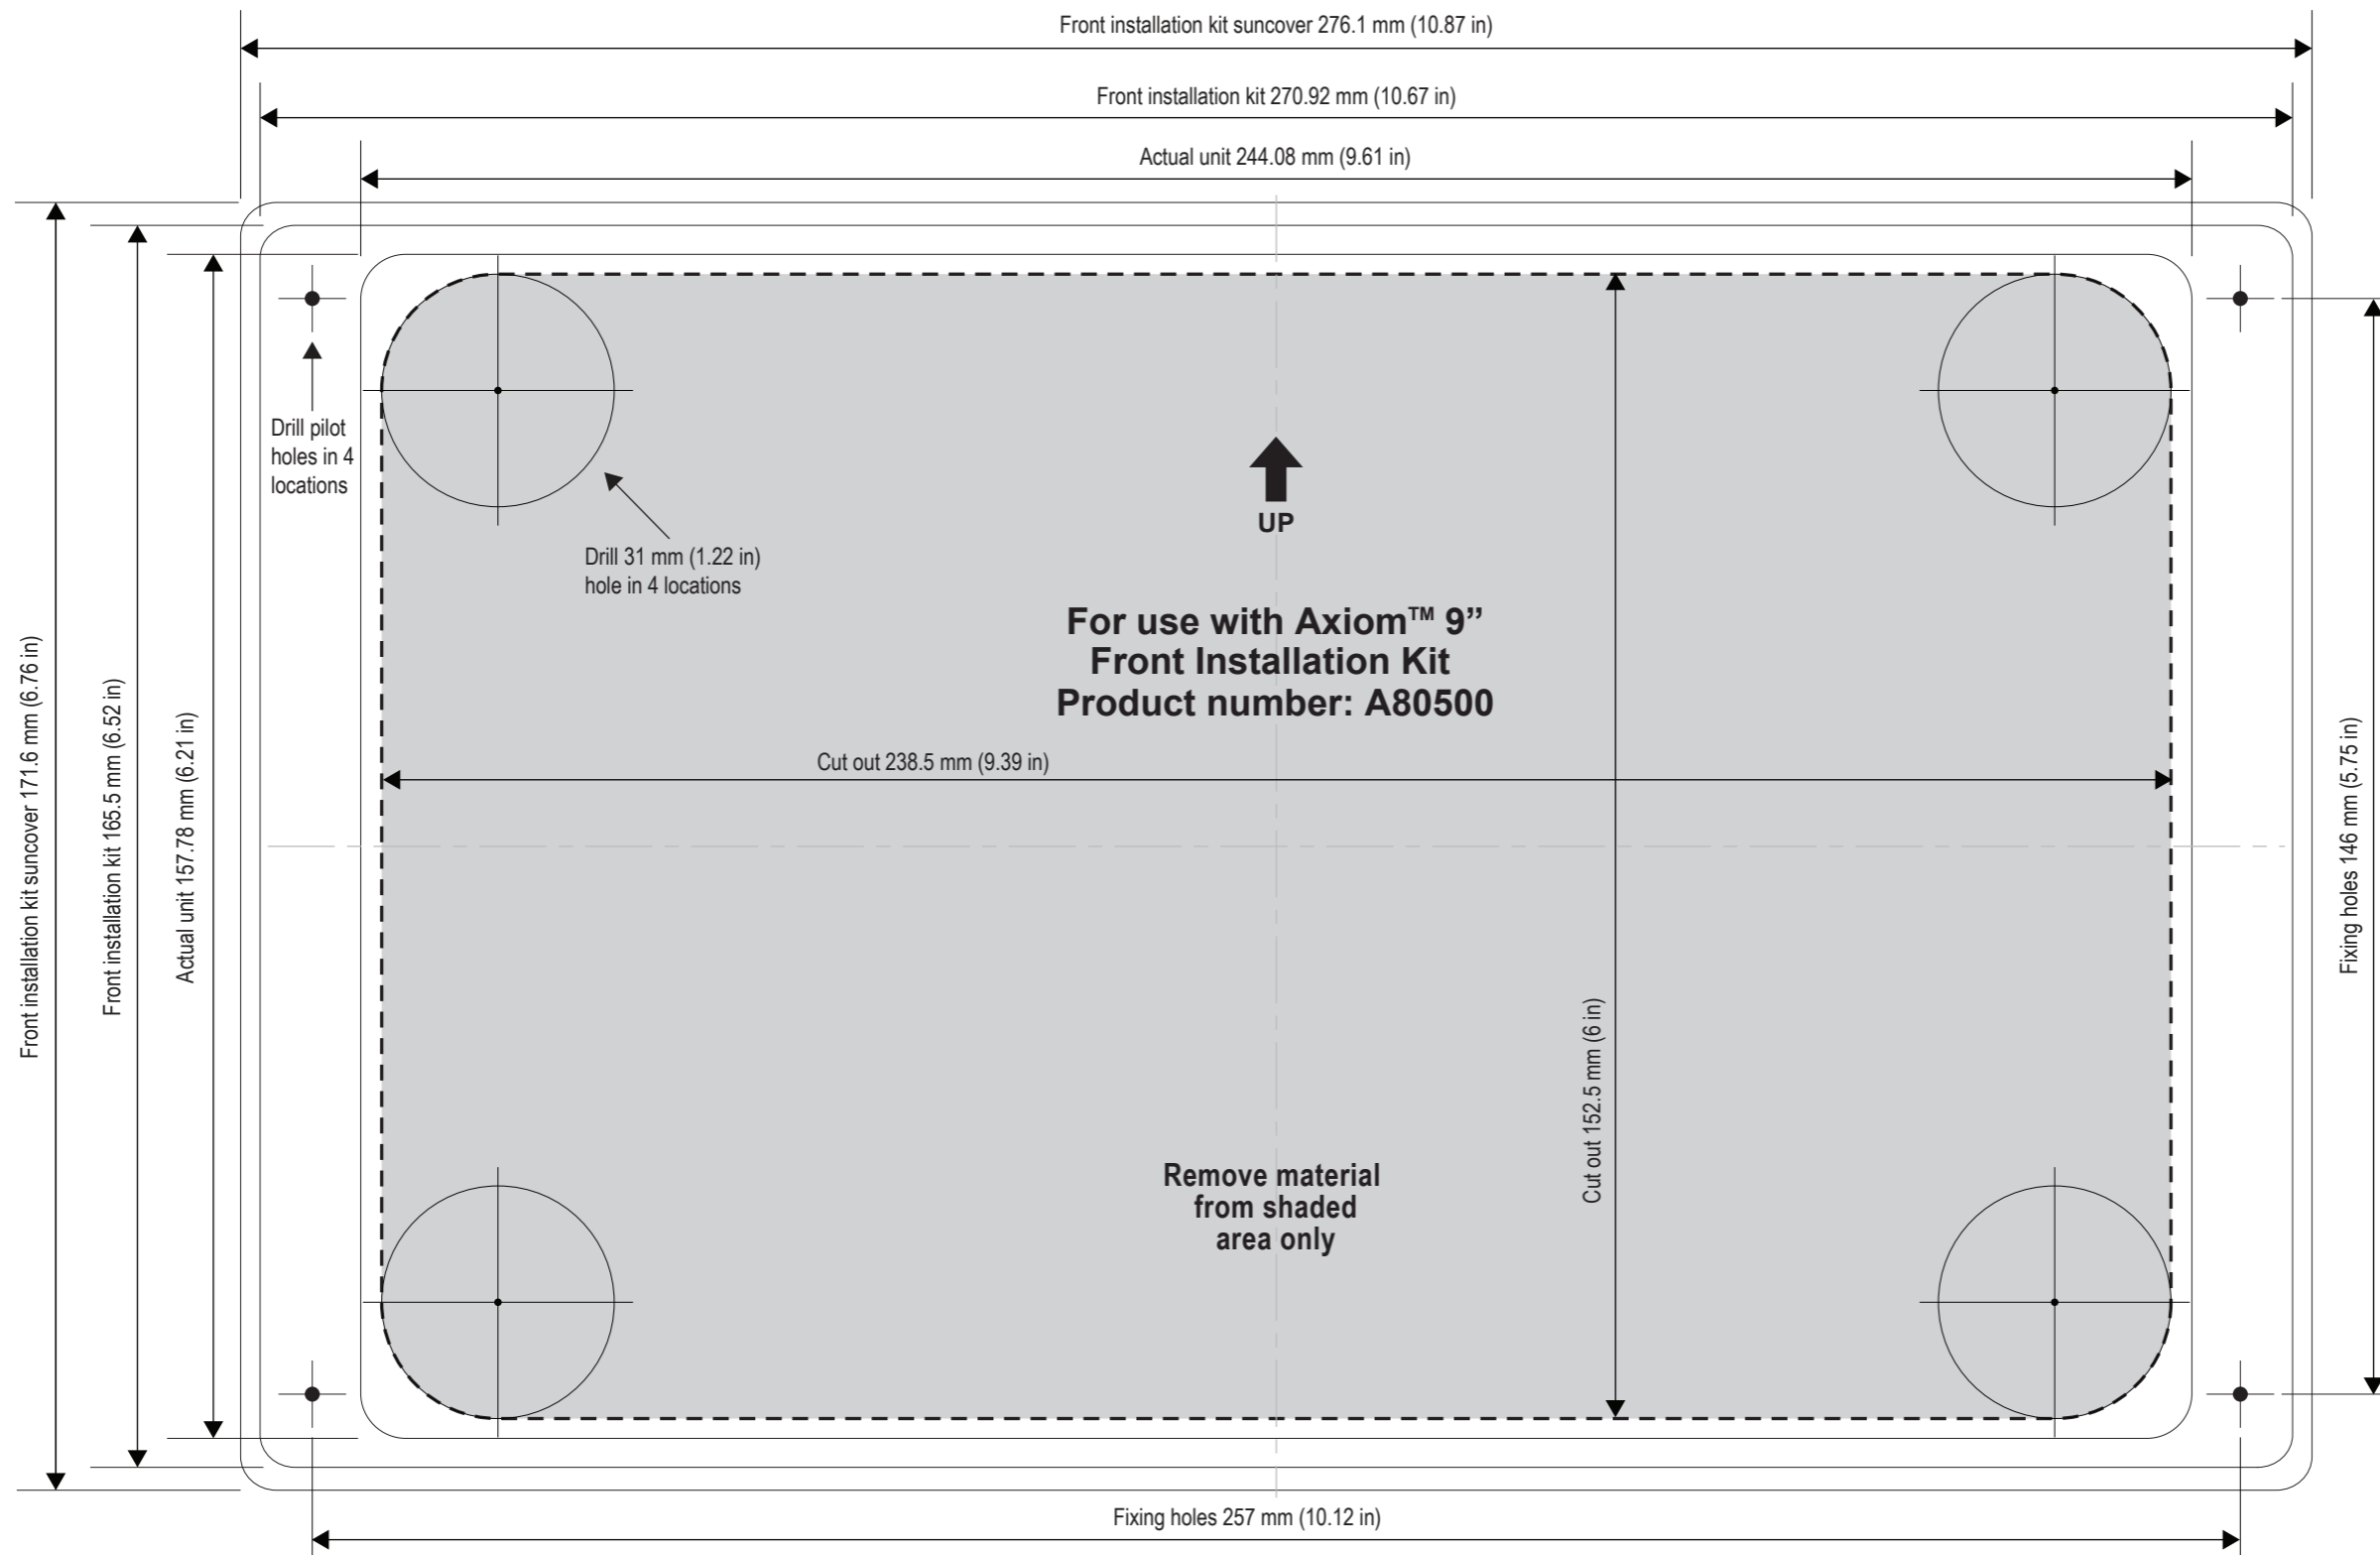 Front installation kit suncover 276.1 mm (10.87 in)
Front installation kit 270.92 mm (10.67 in)
Actual unit 244.08 mm (9.61 in)
Drill pilot
holes in 4
locations
UP
Drill 31 mm (1.22 in)
hole in 4 locations
For use with Axiom™ 9”
Front Installation Kit
Product number: A80500
Front installation kit suncover 171.6 mm (6.76 in)
Front installation kit 165.5 mm (6.52 in)
Actual unit 157.78 mm (6.21 in)
Cut out 238.5 mm (9.39 in)
Fixing holes 146 mm (5.75 in)
Cut out 152.5 mm (6 in)
Remove material
from shaded
area only
Fixing holes 257 mm (10.12 in)